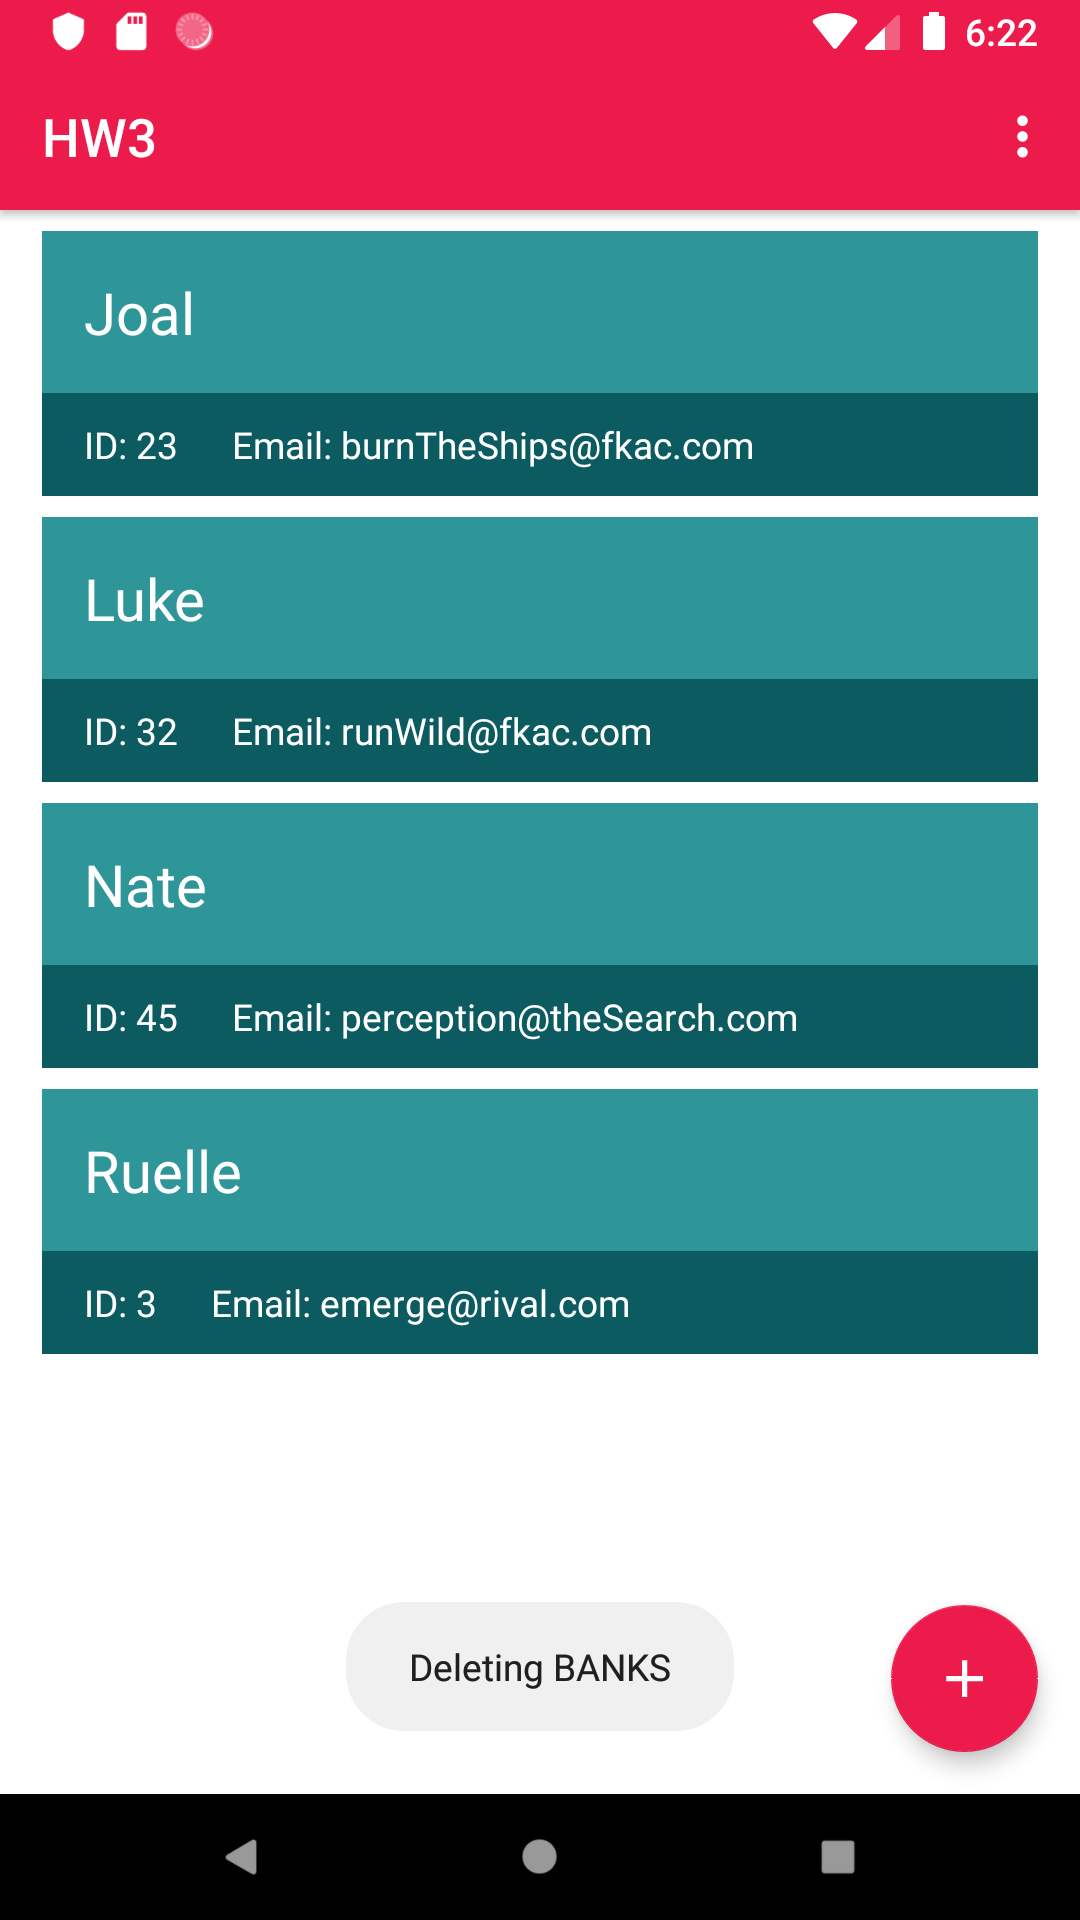 6:22
HW3
Joal
ID: 23 Email: burnTheShips@fkac.com
Luke
ID: 32 Email: runWild@fkac.com
Nate
ID: 45 Email: perception@theSearch.com
Ruelle
ID: 3 Email: emerge@rival.com
Deleting BANKS